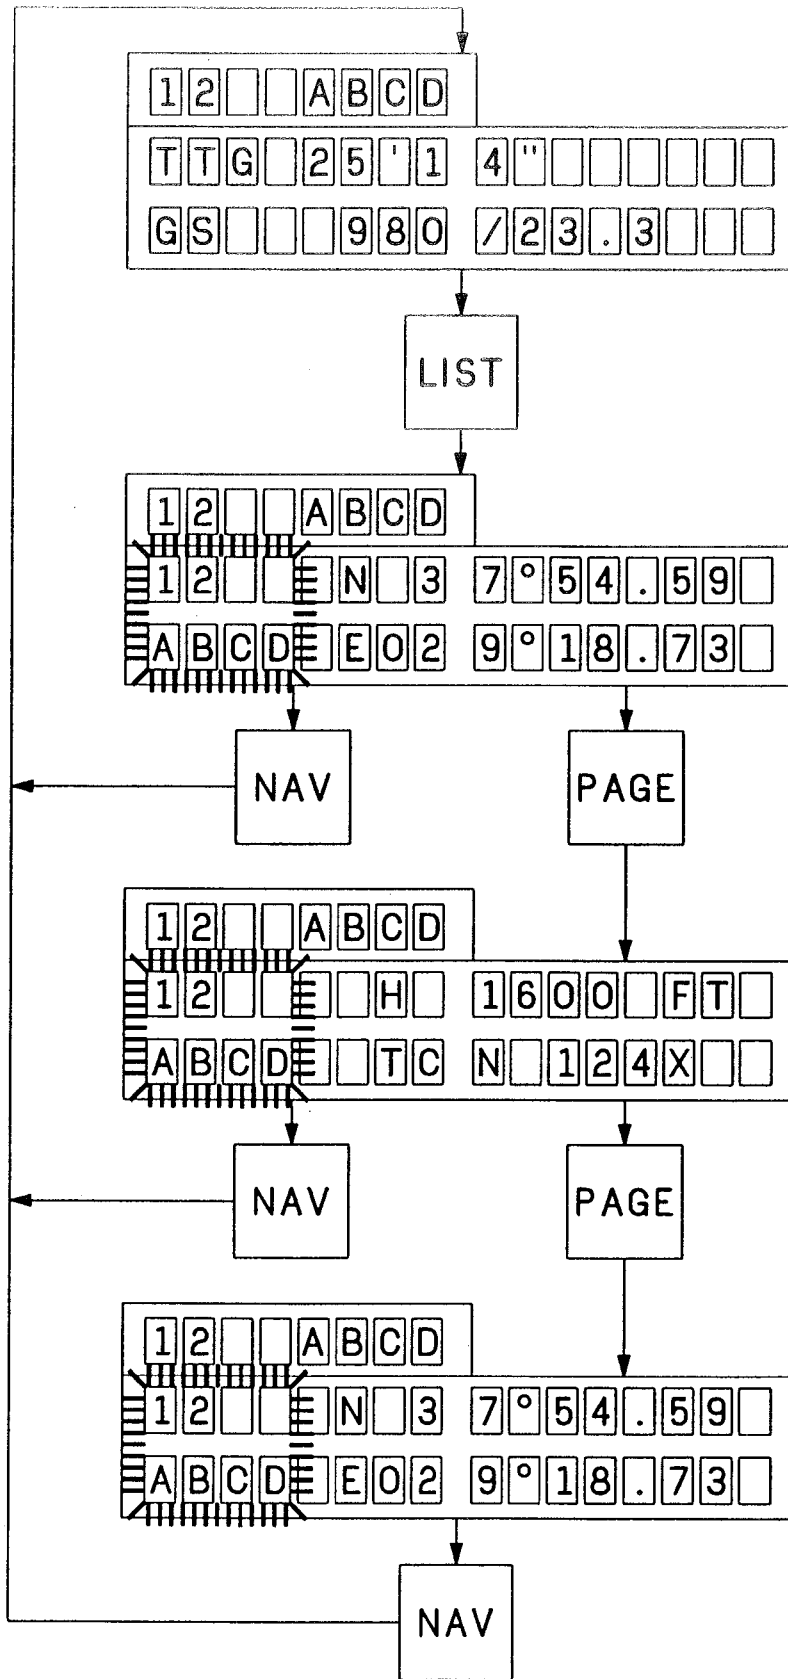 12 ABCD
TTG 25'14"
GS 980/23.3
LIST
12 ABCD
12 N 37°54.59
ABCD E029°18.73
NAV PAGE
12 ABCD
12 H 1600 FT
ABCD TC N 124X
NAV PAGE
12 ABCD
12 N 37°54.59
ABCD E029°18.73
NAV